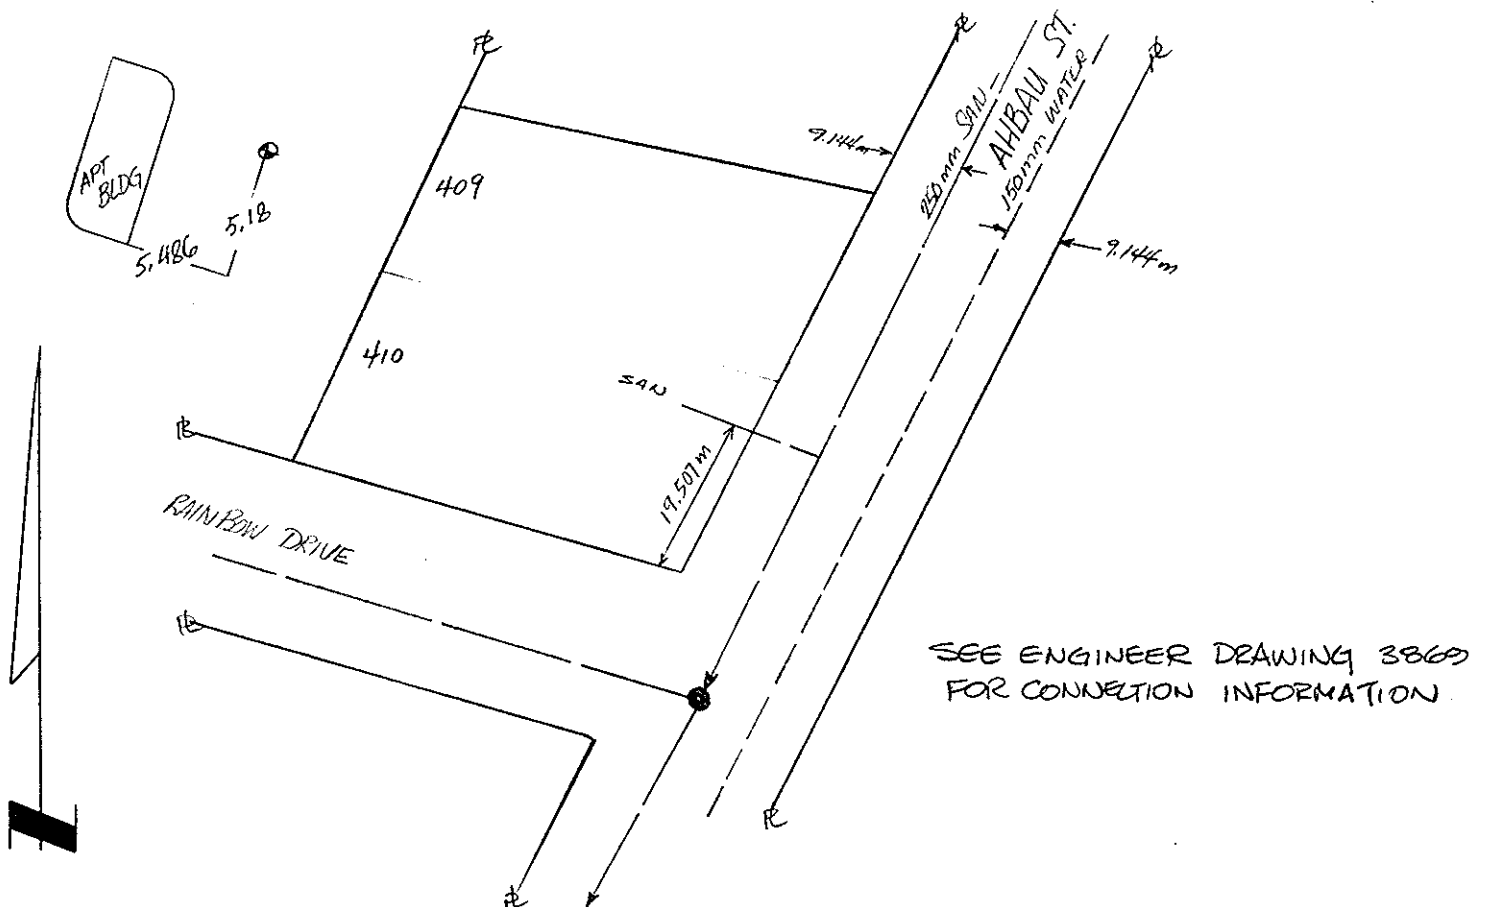 APT
BLDG
5.486
5.18
409
410
9.144m
250mm SAN
AHBAU ST.
150mm WATER
9.144m
SAN
19.507m
RAINBOW DRIVE
SEE ENGINEER DRAWING 3869
FOR CONNECTION INFORMATION